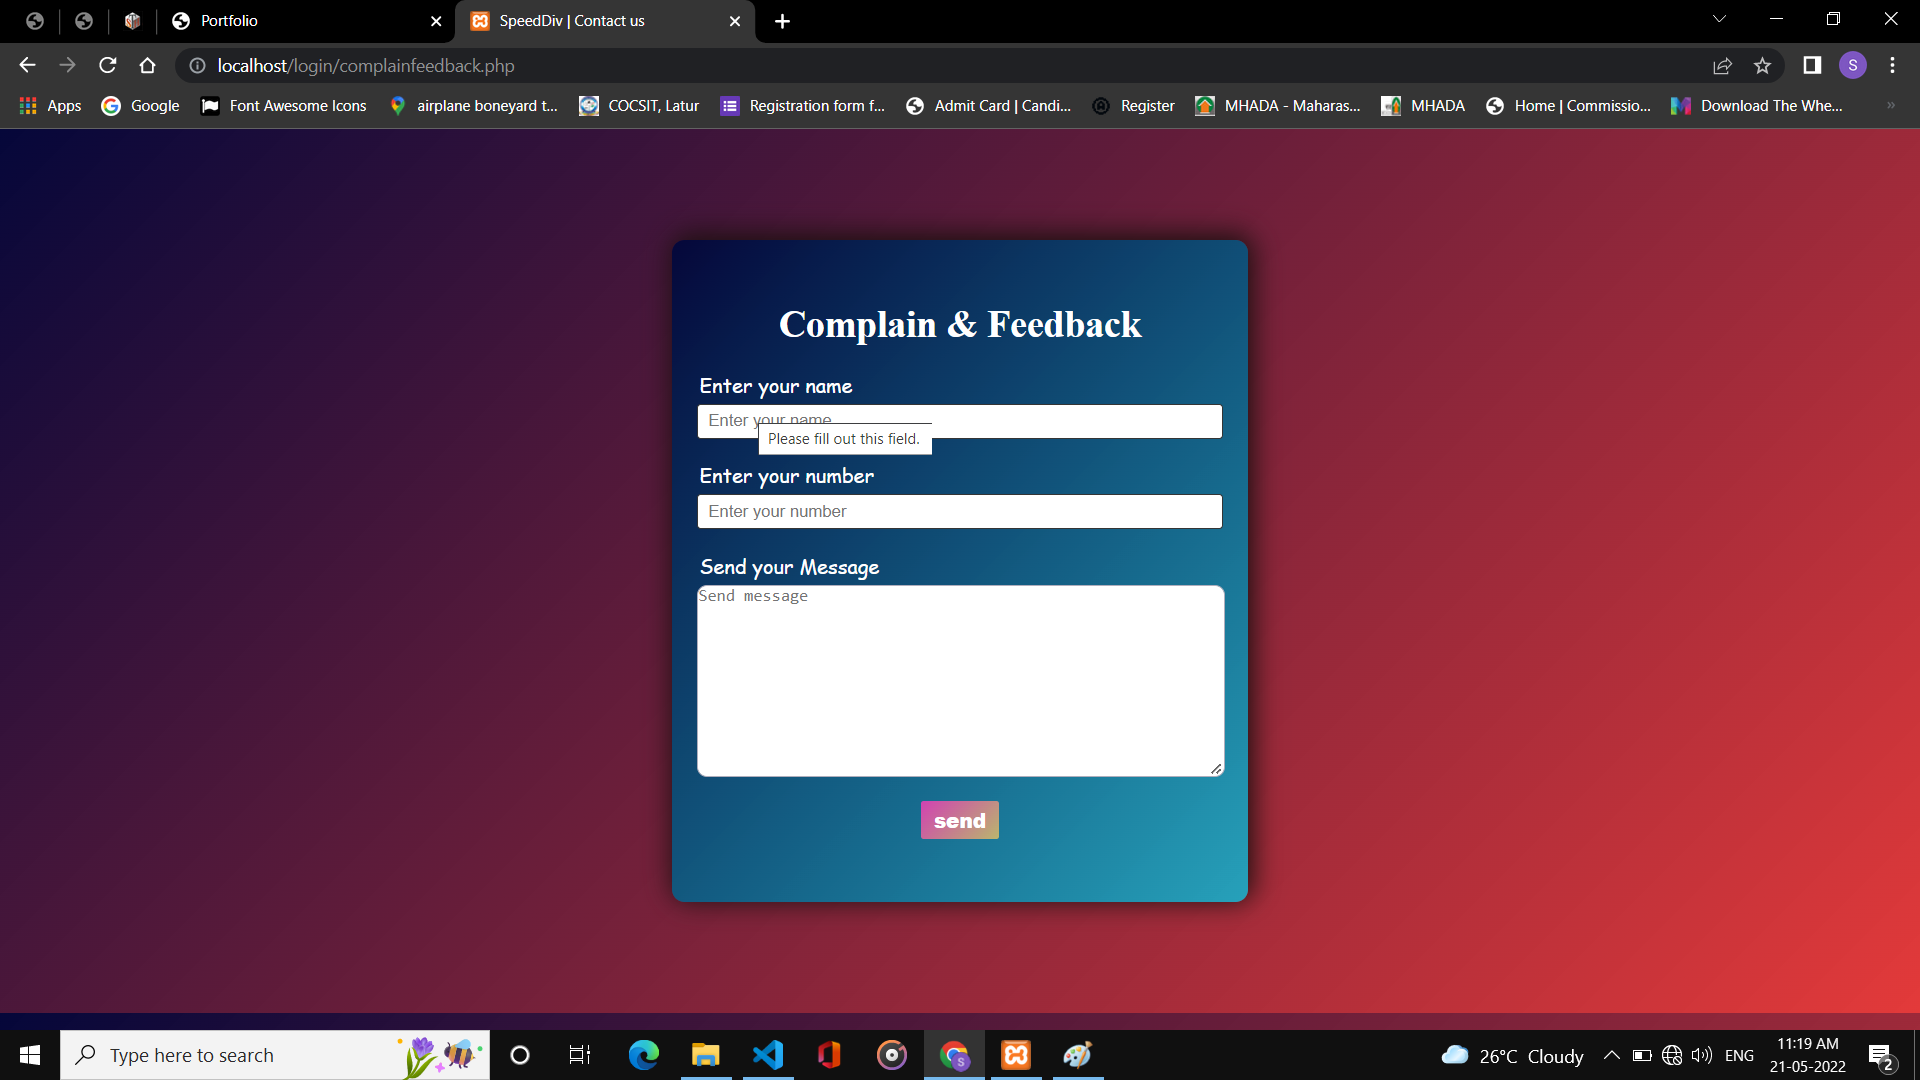 Portfolio
SpeedDiv | Contact us
localhost/login/complainfeedback.php
S
Apps
Google
Font Awesome Icons
airplane boneyard t...
COCSIT, Latur
Registration form f...
Admit Card | Candi...
Register
MHADA - Maharas...
MHADA
Home | Commissio...
Download The Whe...
»
Complain & Feedback
Enter your name
Enter your name
Please fill out this field.
Enter your number
Enter your number
Send your Message
Send message
send
Type here to search
S
26°C Cloudy
ENG
11:19 AM
21-05-2022
2